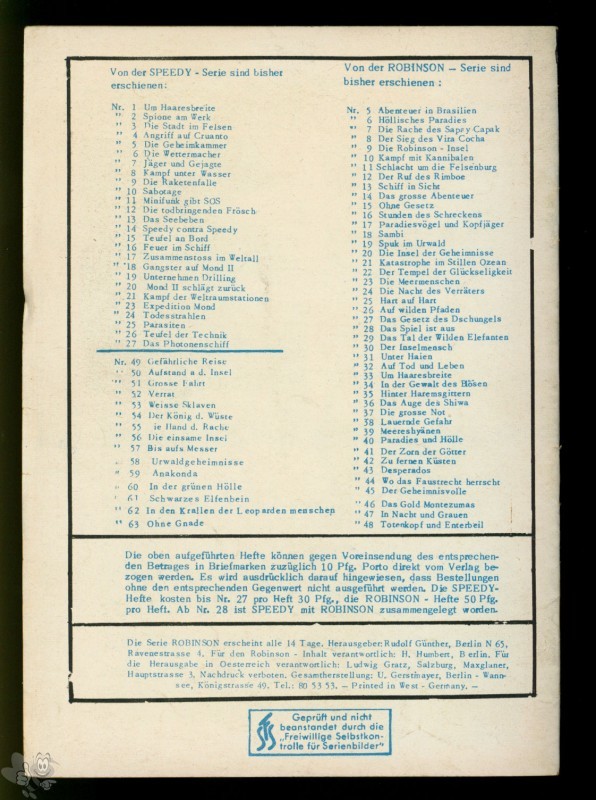 Von der SPEEDY - Serie sind bisher
erschienen:
Nr. 1 Um Haaresbreite
" 2 Spione am Werk
" 3 Die Stadt im Felsen
" 4 Angriff auf Cruanto
" 5 Die Geheimkammer
" 6 Die Wettermacher
" 7 Jäger und Gejagte
" 8 Kampf unter Wasser
" 9 Die Raketenfalle
" 10 Sabotage
" 11 Minifunk gibt SOS
" 12 Die todbringenden Frösch
" 13 Das Seebeben
" 14 Speedy contra Speedy
" 15 Teufel an Bord
" 16 Feuer im Schiff
" 17 Zusammenstoss im Weltall
" 18 Gangster auf Mond II
" 19 Unternehmen Drilling
" 20 Mond II schlägt zurück
" 21 Kampf der Weltraumstationen
" 23 Expedition Mond
" 24 Todesstrahlen
" 25 Parasiten
" 26 Teufel der Technik
" 27 Das Photonenschiff
Nr. 49 Gefährliche Reise
" 50 Aufstand a d. Insel
" 51 Grosse Fahrt
" 52 Verrat
" 53 Weisse Sklaven
" 54 Der König d. Wüste
" 55 ie Hand d. Rache
" 56 Die einsame Insel
" 57 Bis aufs Messer
" 58 Urwaldgeheimnisse
" 59 Anakonda
" 60 In der grünen Hölle
" 61 Schwarzes Elfenbein
" 62 In den Krallen der Leoparden menschen
" 63 Ohne Gnade
Von der ROBINSON - Serie sind
bisher erschienen :
Nr. 5 Abenteuer in Brasilien
" 6 Höllisches Paradies
" 7 Die Rache des Sapey-Capak
" 8 Der Sieg des Vira Cocha
" 9 Die Robinson - Insel
" 10 Kampf mit Kannibalen
" 11 Schlacht um die Felsenburg
" 12 Der Ruf des Rimboe
" 13 Schiff in Sicht
" 14 Das grosse Abenteuer
" 15 Ohne Gesetz
" 16 Stunden des Schreckens
" 17 Paradiesvögel und Kopfjäger
" 18 Sambi
" 19 Spuk im Urwald
" 20 Die Insel der Geheimnisse
" 21 Katastrophe im Stillen Ozean
" 22 Der Tempel der Glückseligkeit
" 23 Die Meermenschen
" 24 Die Nacht des Verräters
" 25 Hart auf Hart
" 26 Auf wilden Pfaden
" 27 Das Gesetz des Dschungels
" 28 Das Spiel ist aus
" 29 Das Tal der Wilden Elefanten
" 30 Der Inselmensch
" 31 Unter Haien
" 32 Auf Tod und Leben
" 33 Um Haaresbreite
" 34 In der Gewalt des Bösen
" 35 Hinter Haremsgittern
" 36 Das Auge des Shiwa
" 37 Die grosse Not
" 38 Lauernde Gefahr
" 39 Meereshyänen
" 40 Paradies und Hölle
" 41 Der Zorn der Götter
" 42 Zu fernen Küsten
" 43 Desperados
" 44 Wo das Faustrecht herrscht
" 45 Der Geheimnisvolle
" 46 Das Gold Montezumas
" 47 In Nacht und Grauen
" 48 Totenkopf und Enterbeil
Die oben aufgeführten Hefte können gegen Voreinsendung des entsprechen-
den Betrages in Briefmarken zuzüglich 10 Pfg. Porto direkt vom Verlag be-
zogen werden. Es wird ausdrücklich darauf hingewiesen, dass Bestellungen
ohne den entsprechenden Gegenwert nicht ausgeführt werden. Die SPEEDY-
Hefte kosten bis Nr. 27 pro Heft 30 Pfg., die ROBINSON - Hefte 50 Pfg.
pro Heft. Ab Nr. 28 ist SPEEDY mit ROBINSON zusammengelegt worden.
Die Serie ROBINSON erscheint alle 14 Tage. Herausgeber: Rudolf Günther, Berlin N 65,
Ravenestrasse 4, Für den Robinson - Inhalt verantwortlich: H. Humbert, Berlin, Für
die Herausgabe in Oesterreich verantwortlich: Ludwig Gratz, Salzburg, Maxglaner,
Hauptstrasse 3, Nachdruck verboten. Gesamtherstellung: U. Gersthayer, Berlin - Wann-
see, Königstrasse 49, Tel.: 80 53 53. — Printed in West - Germany. —
Geprüft und nicht
beanstandet durch die
„Freiwillige Selbstkon-
trolle für Serienbilder"